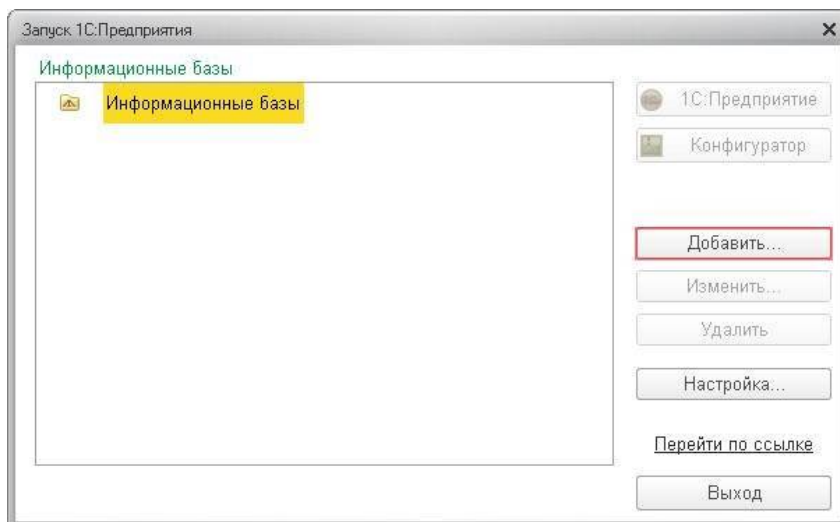 Запуск 1С:Предприятия
Информационные базы
Информационные базы
1С:Предприятие
Конфигуратор
Добавить...
Изменить...
Удалить
Настройка...
Перейти по ссылке
Выход